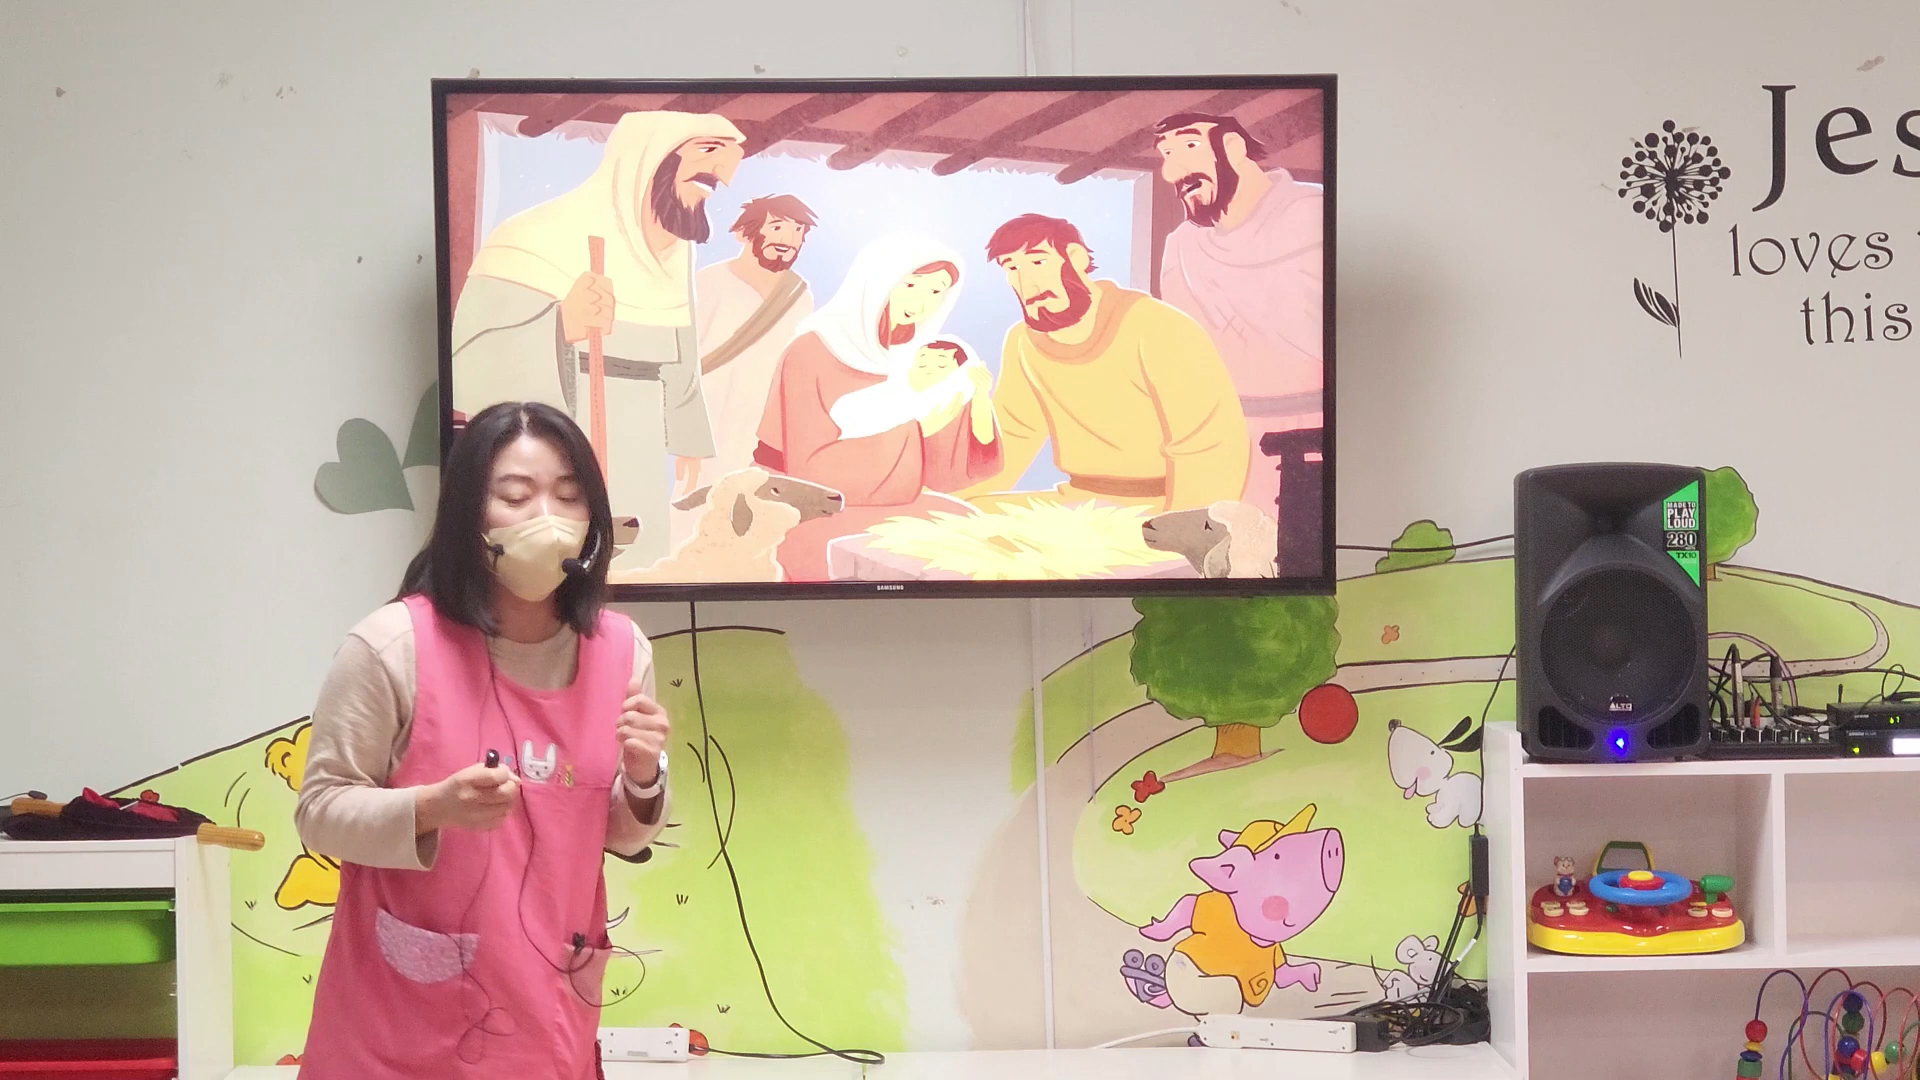 Jes
loves
this
MADE TO
PLAY
LOUD
280
TX10
ALTO
SAMSUNG